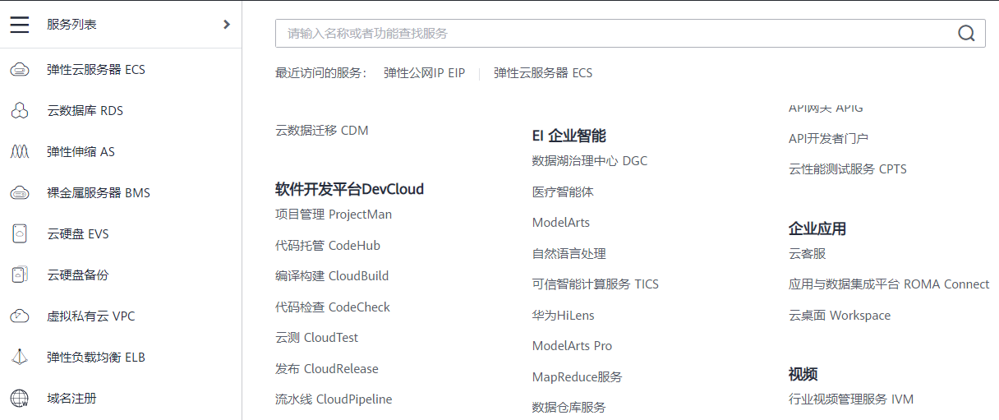 服务列表
弹性云服务器 ECS
云数据库 RDS
弹性伸缩 AS
裸金属服务器 BMS
云硬盘 EVS
云硬盘备份
虚拟私有云 VPC
弹性负载均衡 ELB
域名注册
请输入名称或者功能查找服务
最近访问的服务: 弹性公网IP EIP 弹性云服务器 ECS
云数据迁移 CDM
软件开发平台DevCloud
项目管理 ProjectMan
代码托管 CodeHub
编译构建 CloudBuild
代码检查 CodeCheck
云测 CloudTest
发布 CloudRelease
流水线 CloudPipeline
EI 企业智能
数据湖治理中心 DGC
医疗智能体
ModelArts
自然语言处理
可信智能计算服务 TICS
华为HiLens
ModelArts Pro
MapReduce服务
数据仓库服务
API网关 APIG
API开发者门户
云性能测试服务 CPTS
企业应用
云客服
应用与数据集成平台 ROMA Connect
云桌面 Workspace
视频
行业视频管理服务 IVM